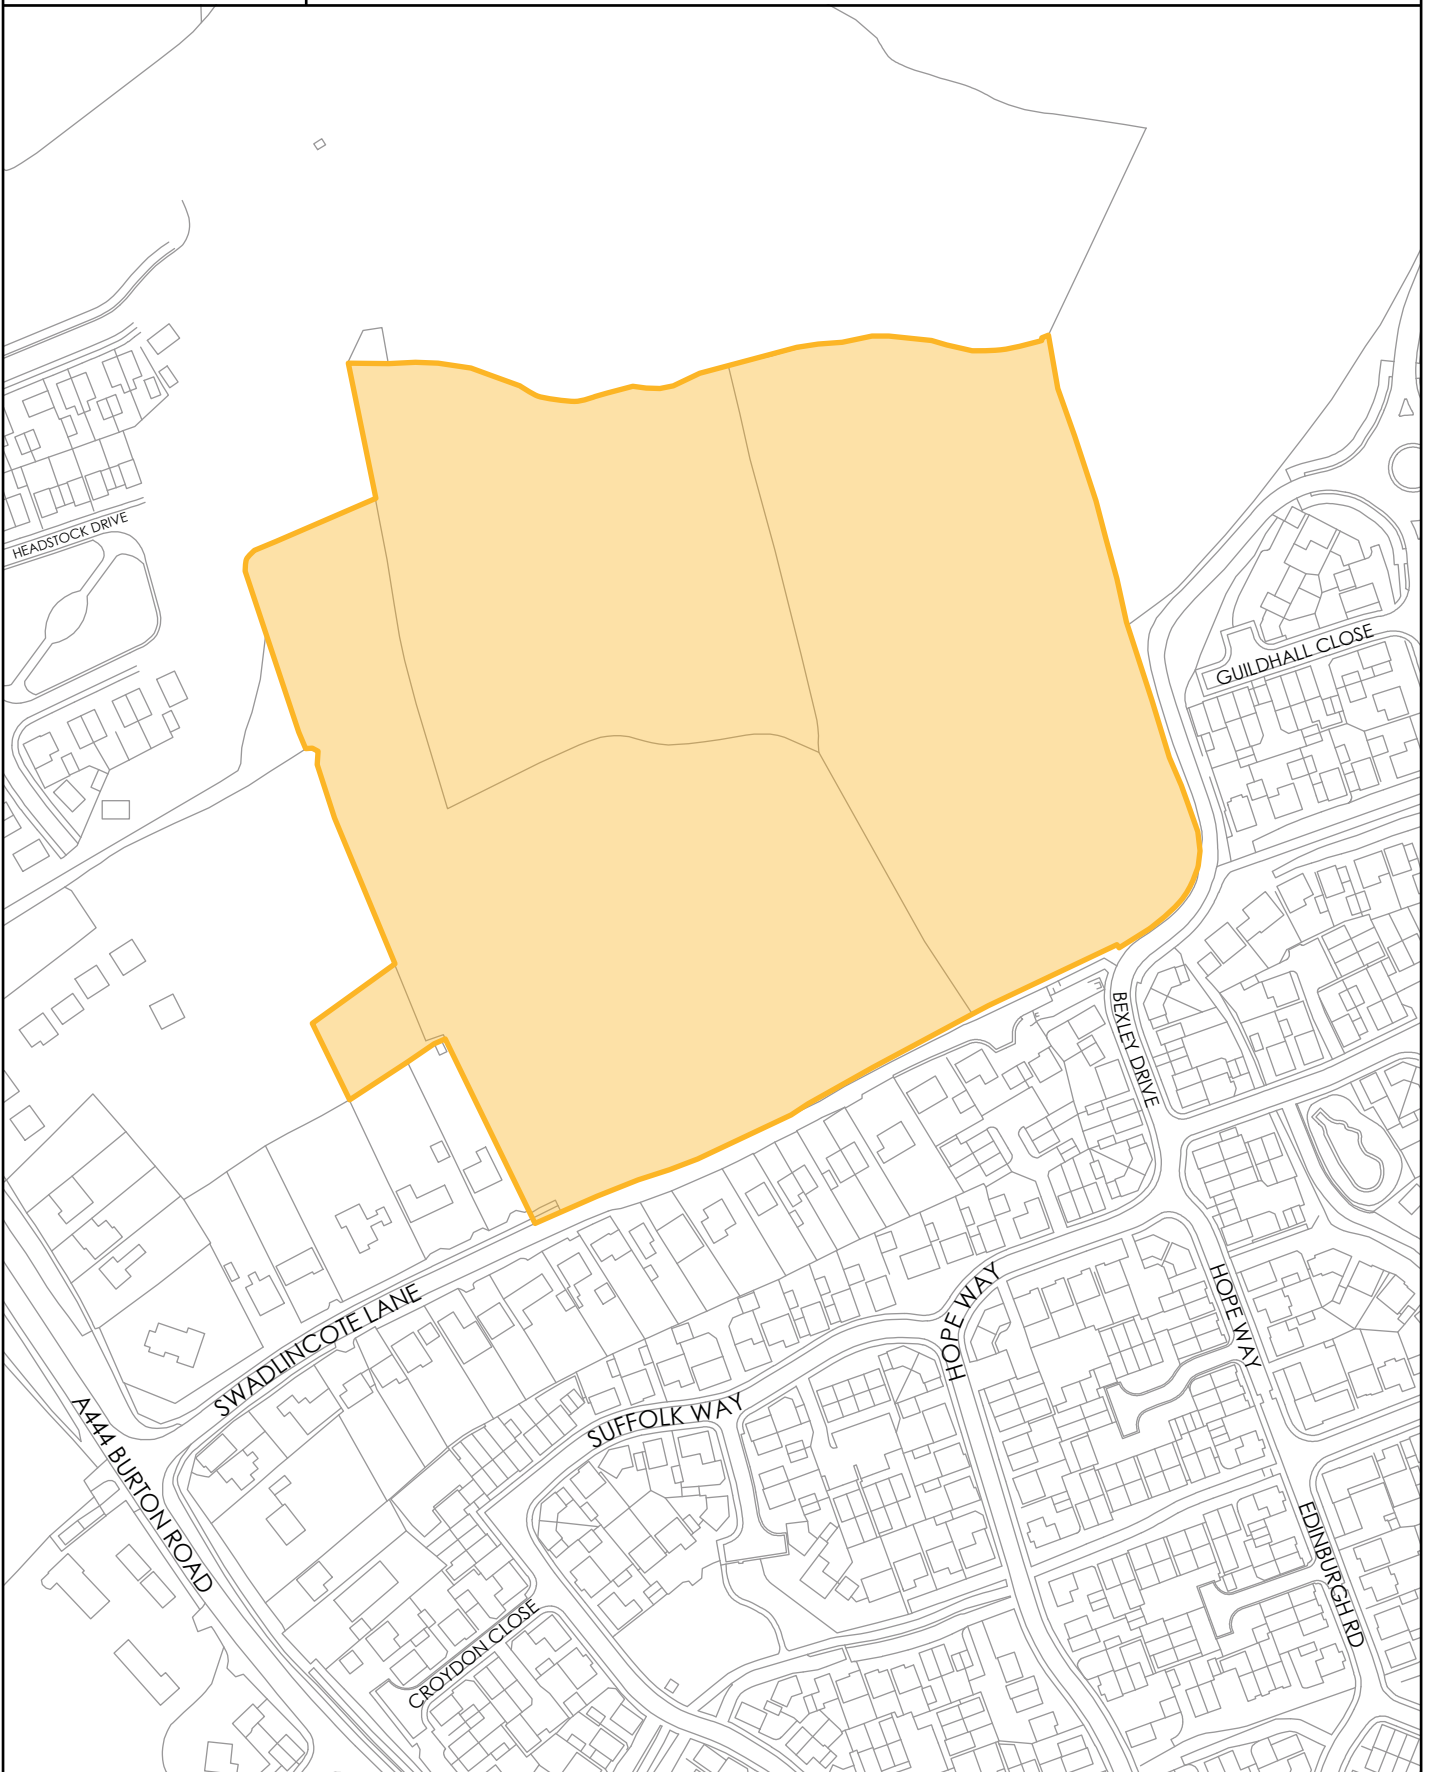 HEADSTOCK DRIVE
GUILDHALL CLOSE
BEXLEY DRIVE
HOPE WAY
HOPE WAY
SWADLINCOTE LANE
SUFFOLK WAY
A444 BURTON ROAD
EDINBURGH RD
CROYDON CLOSE